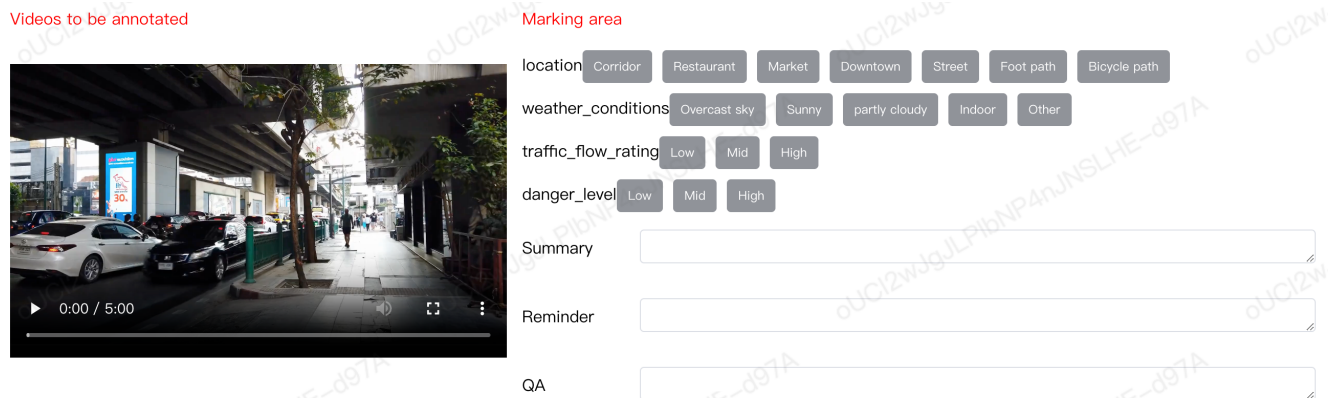 Videos to be annotated
Marking area
location Corridor Restaurant Market Downtown Street Foot path Bicycle path
weather_conditions Overcast sky Sunny partly cloudy Indoor Other
traffic_flow_rating Low Mid High
danger_level Low Mid High
Summary
30
0:00 / 5:00
Reminder
QA